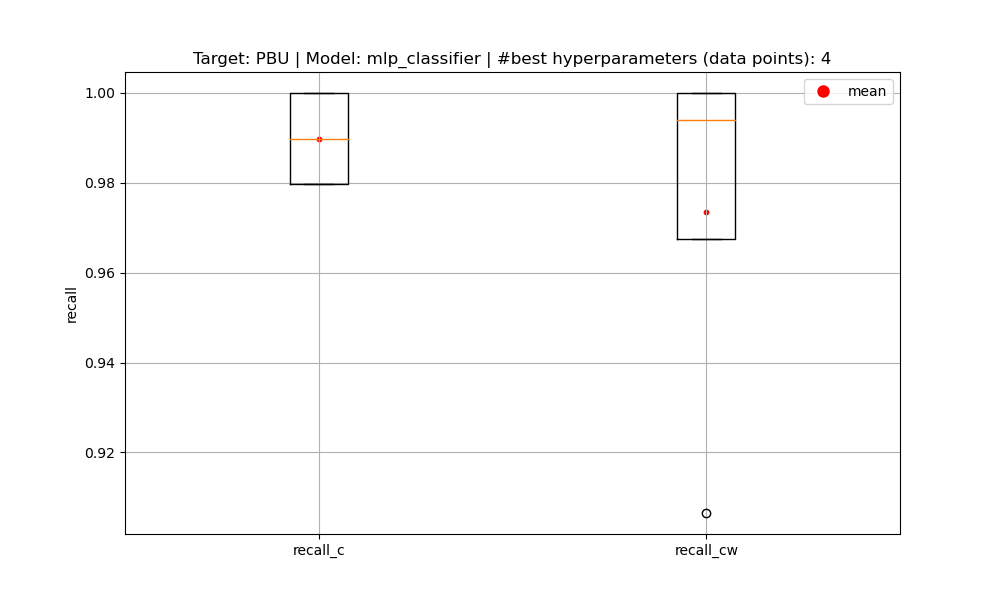 Target: PBU | Model: mlp_classifier | #best hyperparameters (data points): 4
mean
1.00
0.98
0.96
0.94
0.92
recall
recall_c
recall_cw